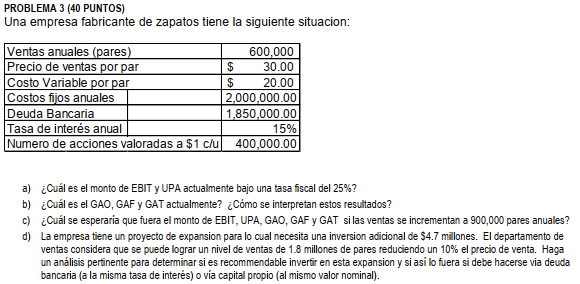 PROBLEMA 3 (40 PUNTOS)
Una empresa fabricante de zapatos tiene la siguiente situacion:
Ventas anuales (pares) 600,000
Precio de ventas por par $ 30.00
Costo Variable por par $ 20.00
Costos fijos anuales 2,000,000.00
Deuda Bancaria 1,850,000.00
Tasa de interés anual 15%
Numero de acciones valoradas a $1 c/u 400,000.00
a) ¿Cuál es el monto de EBIT y UPA actualmente bajo una tasa fiscal del 25%?
b) ¿Cuál es el GAO, GAF y GAT actualmente? ¿Cómo se interpretan estos resultados?
c) ¿Cuál se esperaría que fuera el monto de EBIT, UPA, GAO, GAF y GAT si las ventas se incrementan a 900,000 pares anuales?
d) La empresa tiene un proyecto de expansion para lo cual necesita una inversion adicional de $4.7 millones. El departamento de
ventas considera que se puede lograr un nivel de ventas de 1.8 millones de pares reduciendo un 10% el precio de venta. Haga
un análisis pertinente para determinar si es recommendable invertir en esta expansion y si así lo fuera si debe hacerse via deuda
bancaria (a la misma tasa de interés) o vía capital propio (al mismo valor nominal).